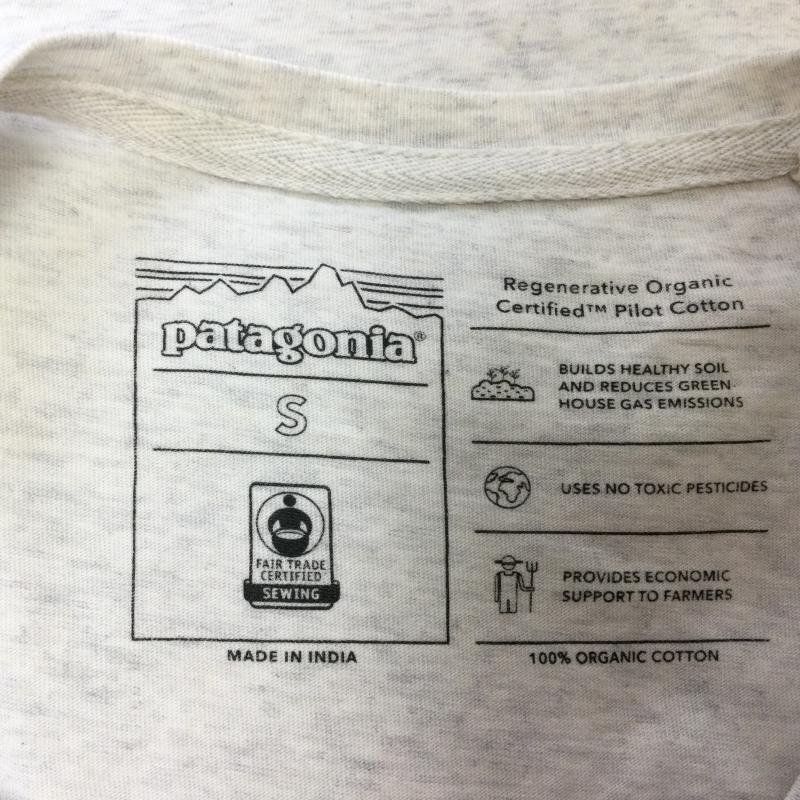 patagonia®
S
FAIR TRADE
CERTIFIED
SEWING
MADE IN INDIA
Regenerative Organic
Certified™ Pilot Cotton
BUILDS HEALTHY SOIL
AND REDUCES GREEN-
HOUSE GAS EMISSIONS
USES NO TOXIC PESTICIDES
PROVIDES ECONOMIC
SUPPORT TO FARMERS
100% ORGANIC COTTON